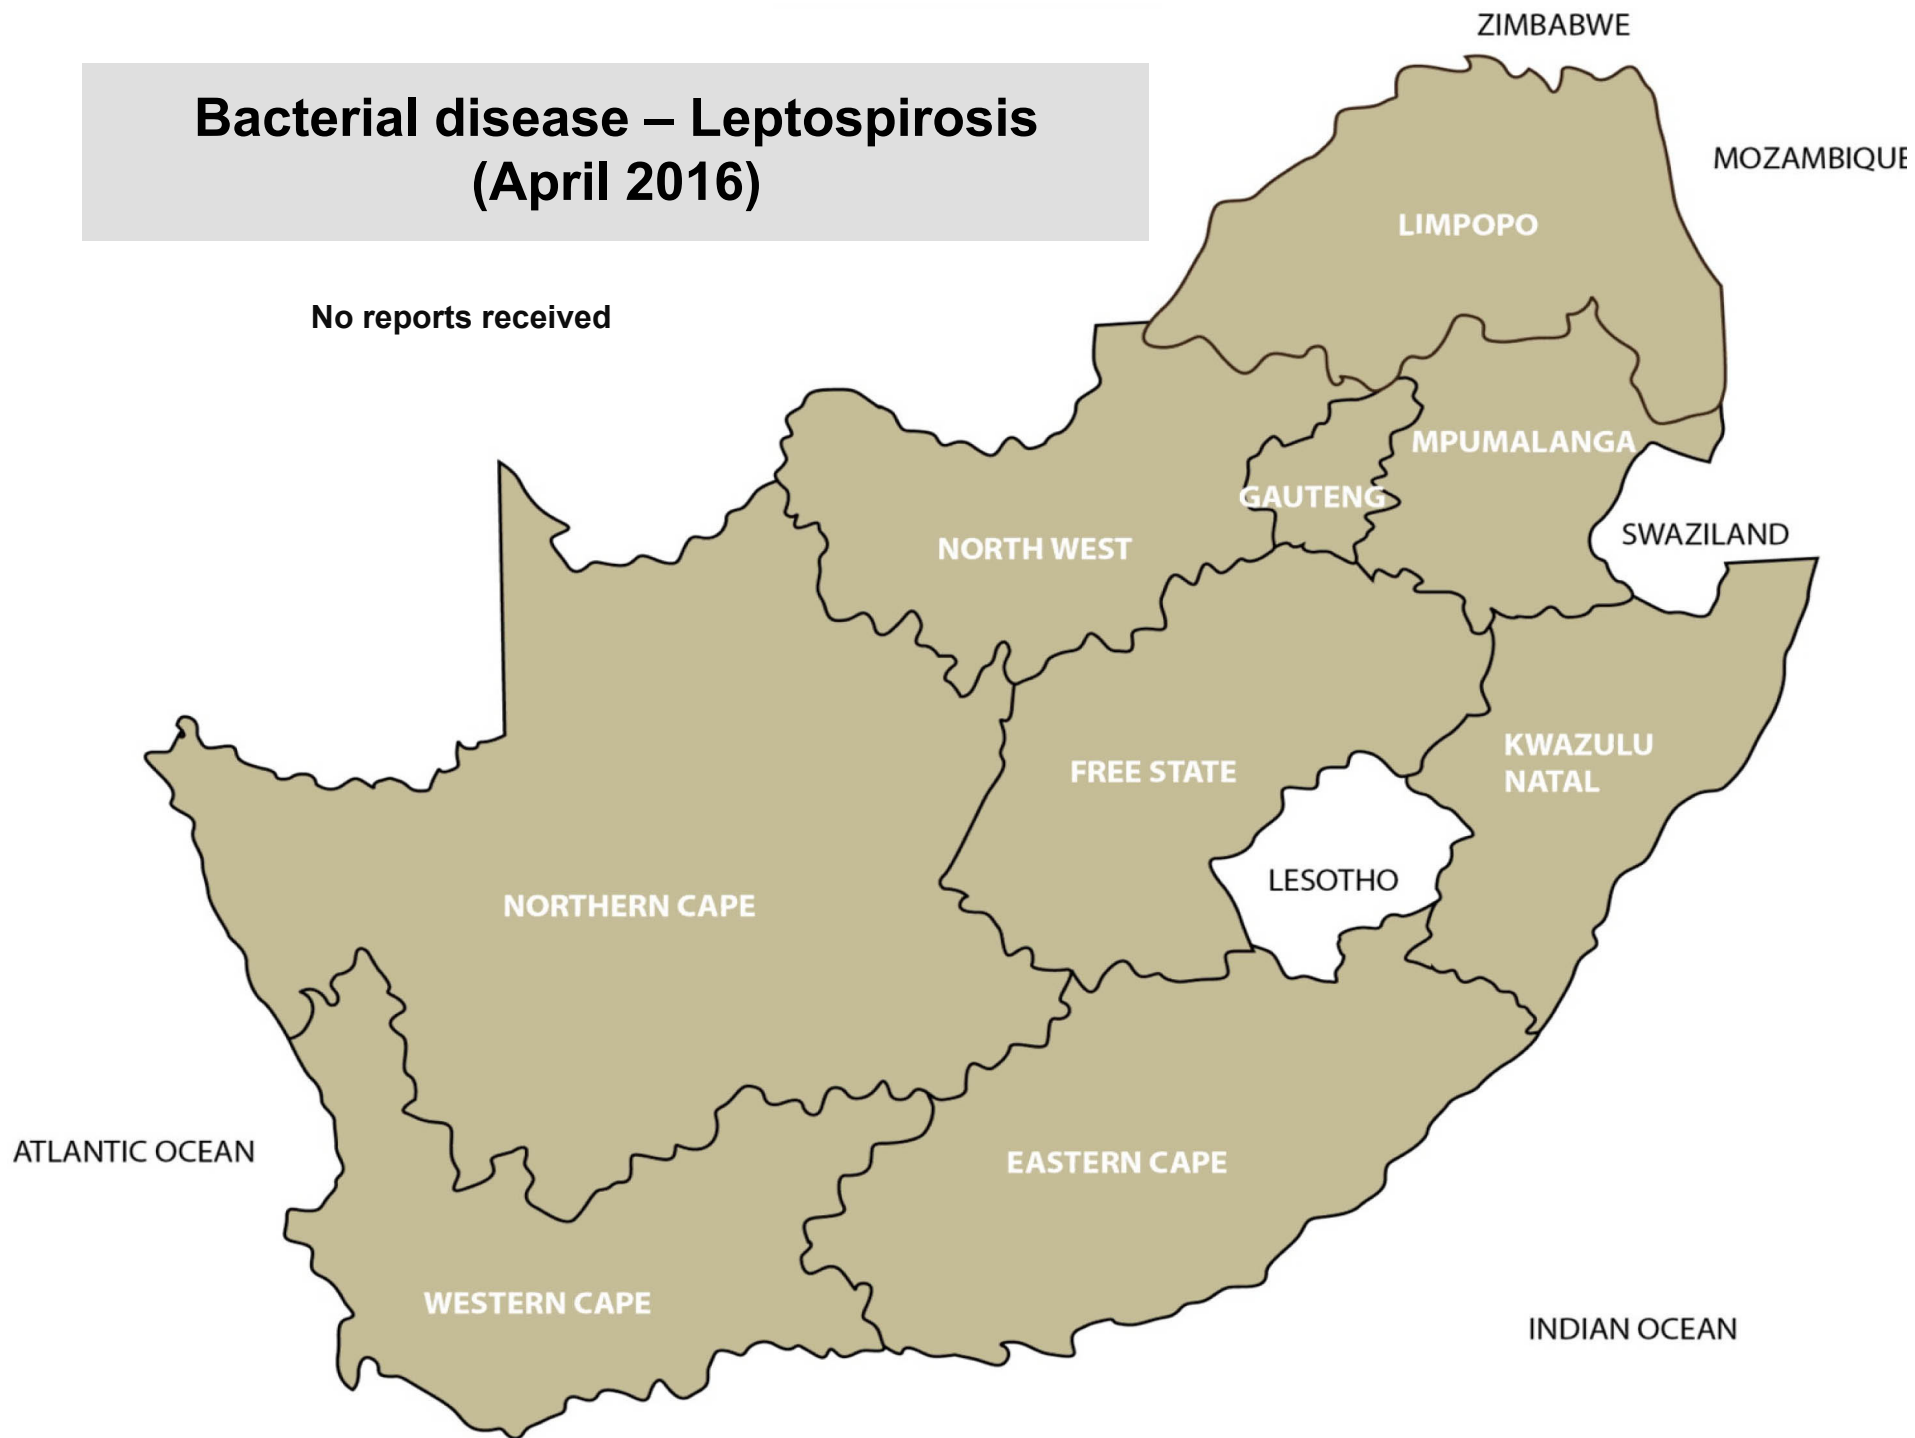 ZIMBABWE
Bacterial disease – Leptospirosis
(April 2016)
MOZAMBIQUE
LIMPOPO
No reports received
MPUMALANGA
GAUTENG
SWAZILAND
NORTH WEST
KWAZULU
NATAL
FREE STATE
LESOTHO
NORTHERN CAPE
ATLANTIC OCEAN
EASTERN CAPE
WESTERN CAPE
INDIAN OCEAN